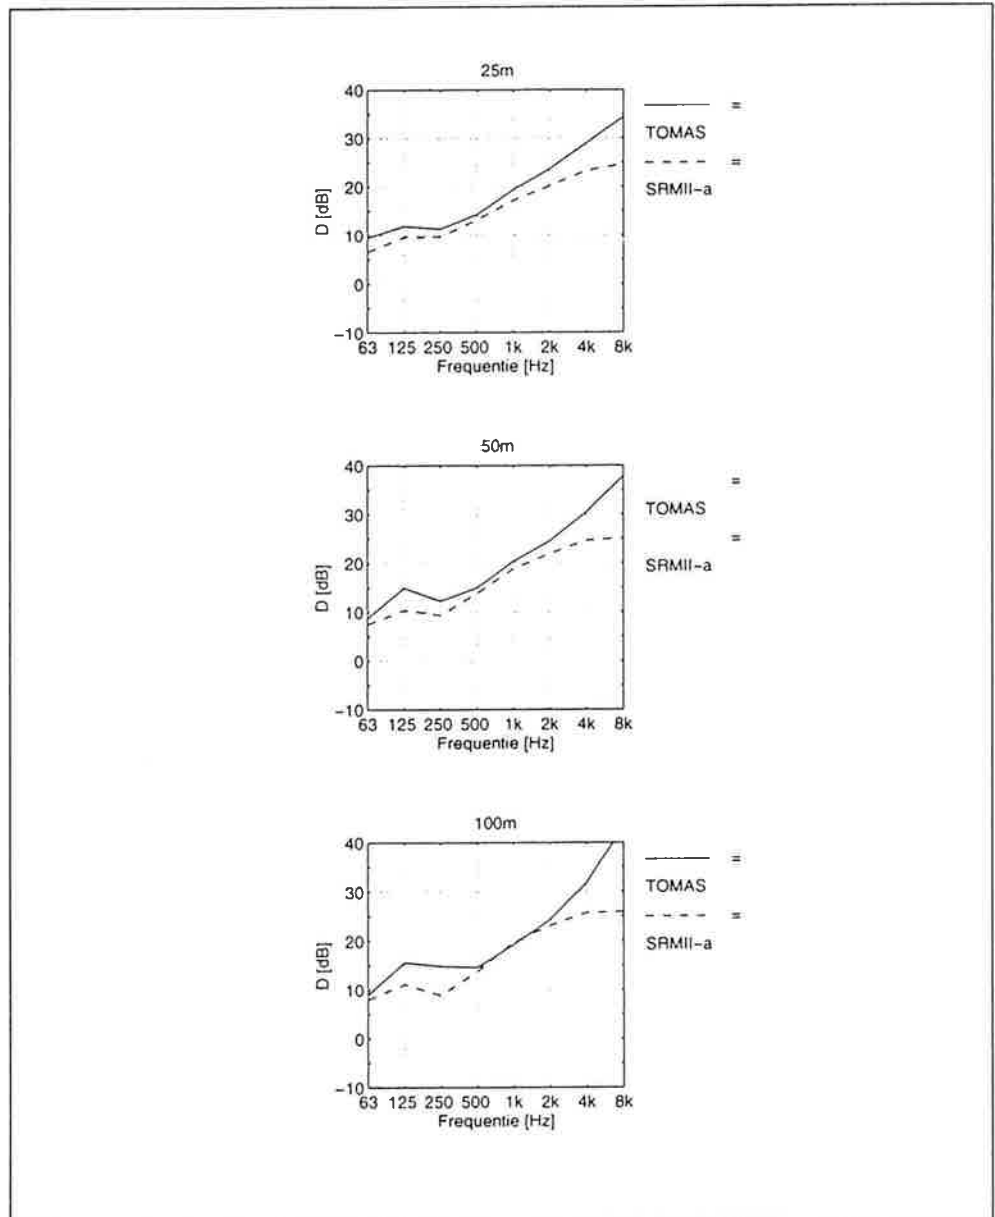 25m
40
30
20
10
0
-10
D [dB]
63 125 250 500 1k 2k 4k 8k
Frequentie [Hz]
=
TOMAS
=
SRMII-a
50m
40
30
20
10
0
-10
D [dB]
63 125 250 500 1k 2k 4k 8k
Frequentie [Hz]
=
TOMAS
=
SRMII-a
100m
40
30
20
10
0
-10
D [dB]
63 125 250 500 1k 2k 4k 8k
Frequentie [Hz]
=
TOMAS
=
SRMII-a